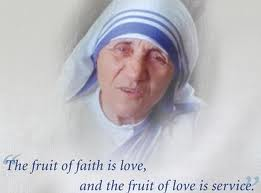 "The fruit of faith is love,
and the fruit of love is service."